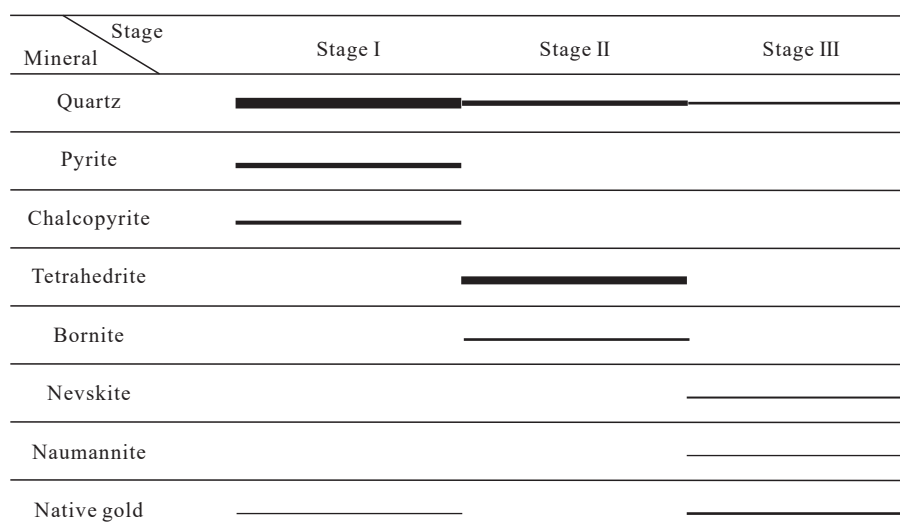 Stage
Mineral
Stage I
Stage II
Stage III
Quartz
Pyrite
Chalcopyrite
Tetrahedrite
Bornite
Nevskite
Naumannite
Native gold